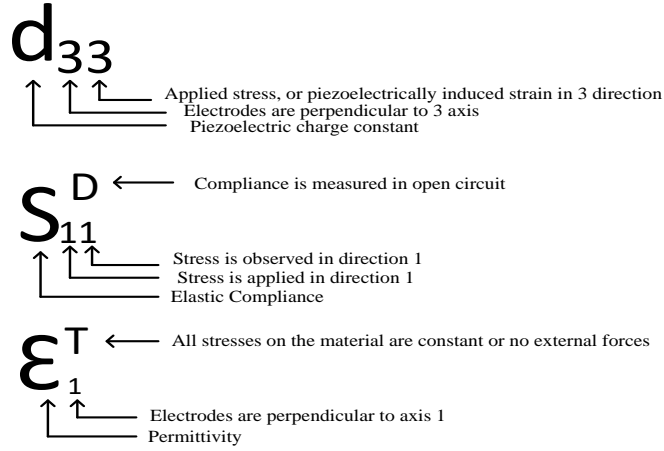 d33
Applied stress, or piezoelectrically induced strain in 3 direction
Electrodes are perpendicular to 3 axis
Piezoelectric charge constant
D
Compliance is measured in open circuit
S11
Stress is observed in direction 1
Stress is applied in direction 1
Elastic Compliance
T
All stresses on the material are constant or no external forces
ε1
Electrodes are perpendicular to axis 1
Permittivity